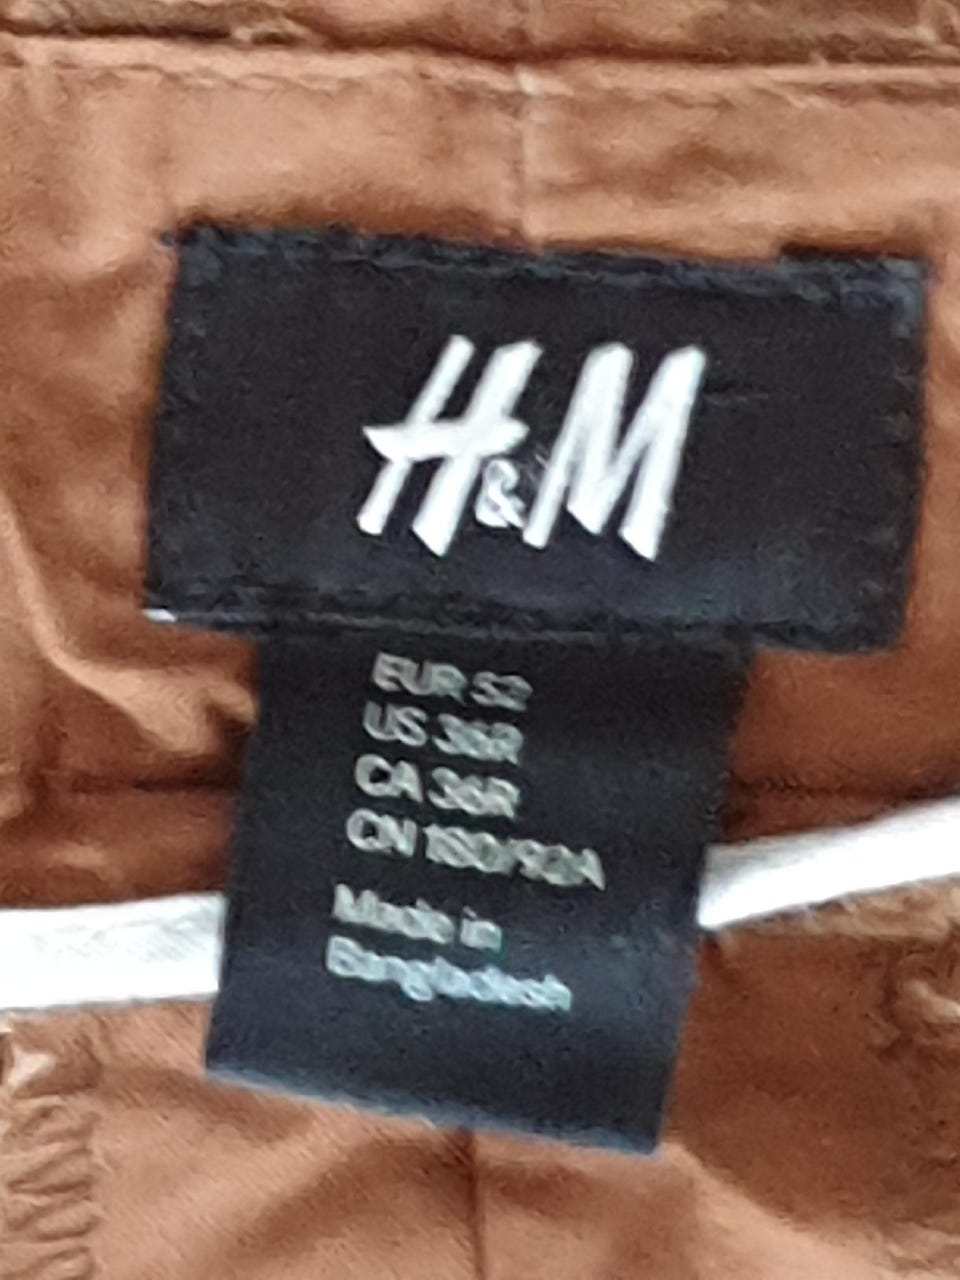 H&M
EUR 52
US 36R
CA 36R
CN 180/92A
Made in
Bangladesh